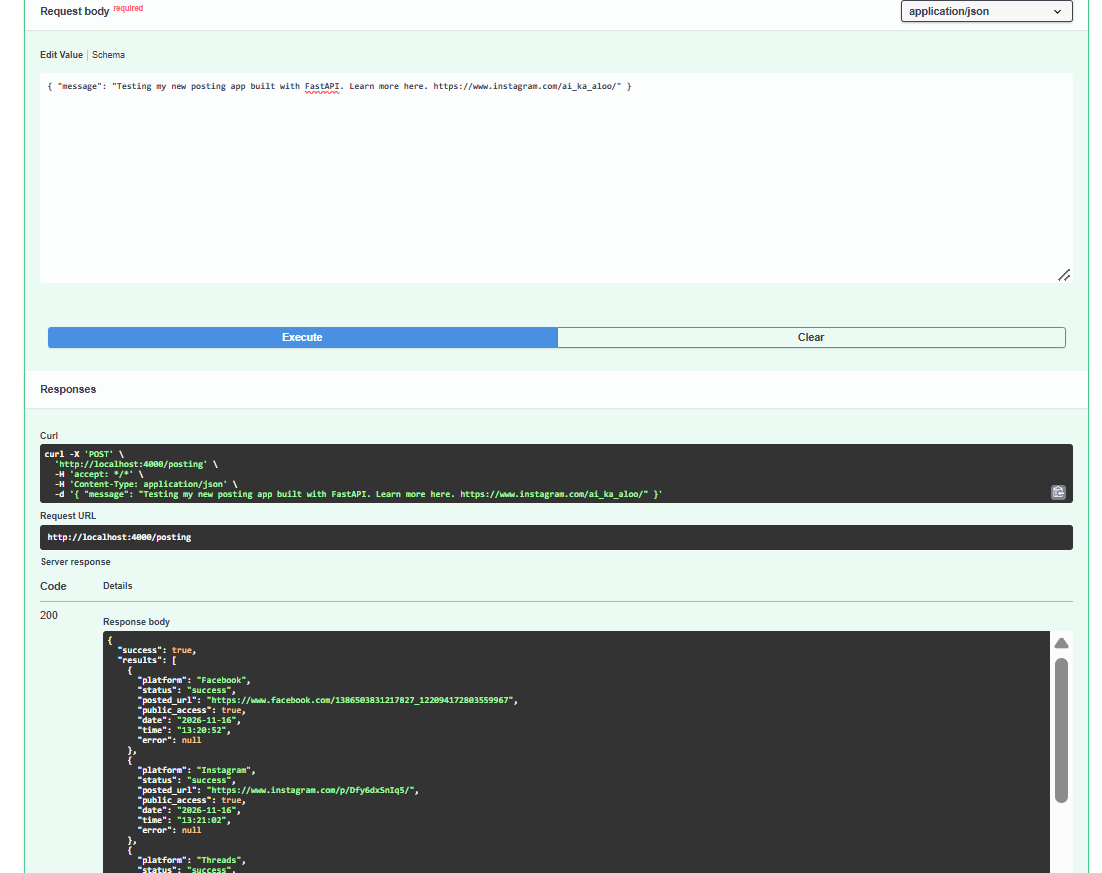 Request body required
application/json
Edit Value | Schema
{ "message": "Testing my new posting app built with FastAPI. Learn more here. https://www.instagram.com/ai_ka_aloo/" }
Execute
Clear
Responses
Curl
curl -X 'POST' \
  'http://localhost:4000/posting' \
  -H 'accept: */*' \
  -H 'Content-Type: application/json' \
  -d '{ "message": "Testing my new posting app built with FastAPI. Learn more here. https://www.instagram.com/ai_ka_aloo/" }'
Request URL
http://localhost:4000/posting
Server response
Code
Details
200
Response body
{
  "success": true,
  "results": [
    {
      "platform": "Facebook",
      "status": "success",
      "posted_url": "https://www.facebook.com/1386503831217827_122094172803559967",
      "public_access": true,
      "date": "2026-11-16",
      "time": "13:20:52",
      "error": null
    },
    {
      "platform": "Instagram",
      "status": "success",
      "posted_url": "https://www.instagram.com/p/Dfy6dxSnIq5/",
      "public_access": true,
      "date": "2026-11-16",
      "time": "13:21:02",
      "error": null
    },
    {
      "platform": "Threads",
      "status": "success",